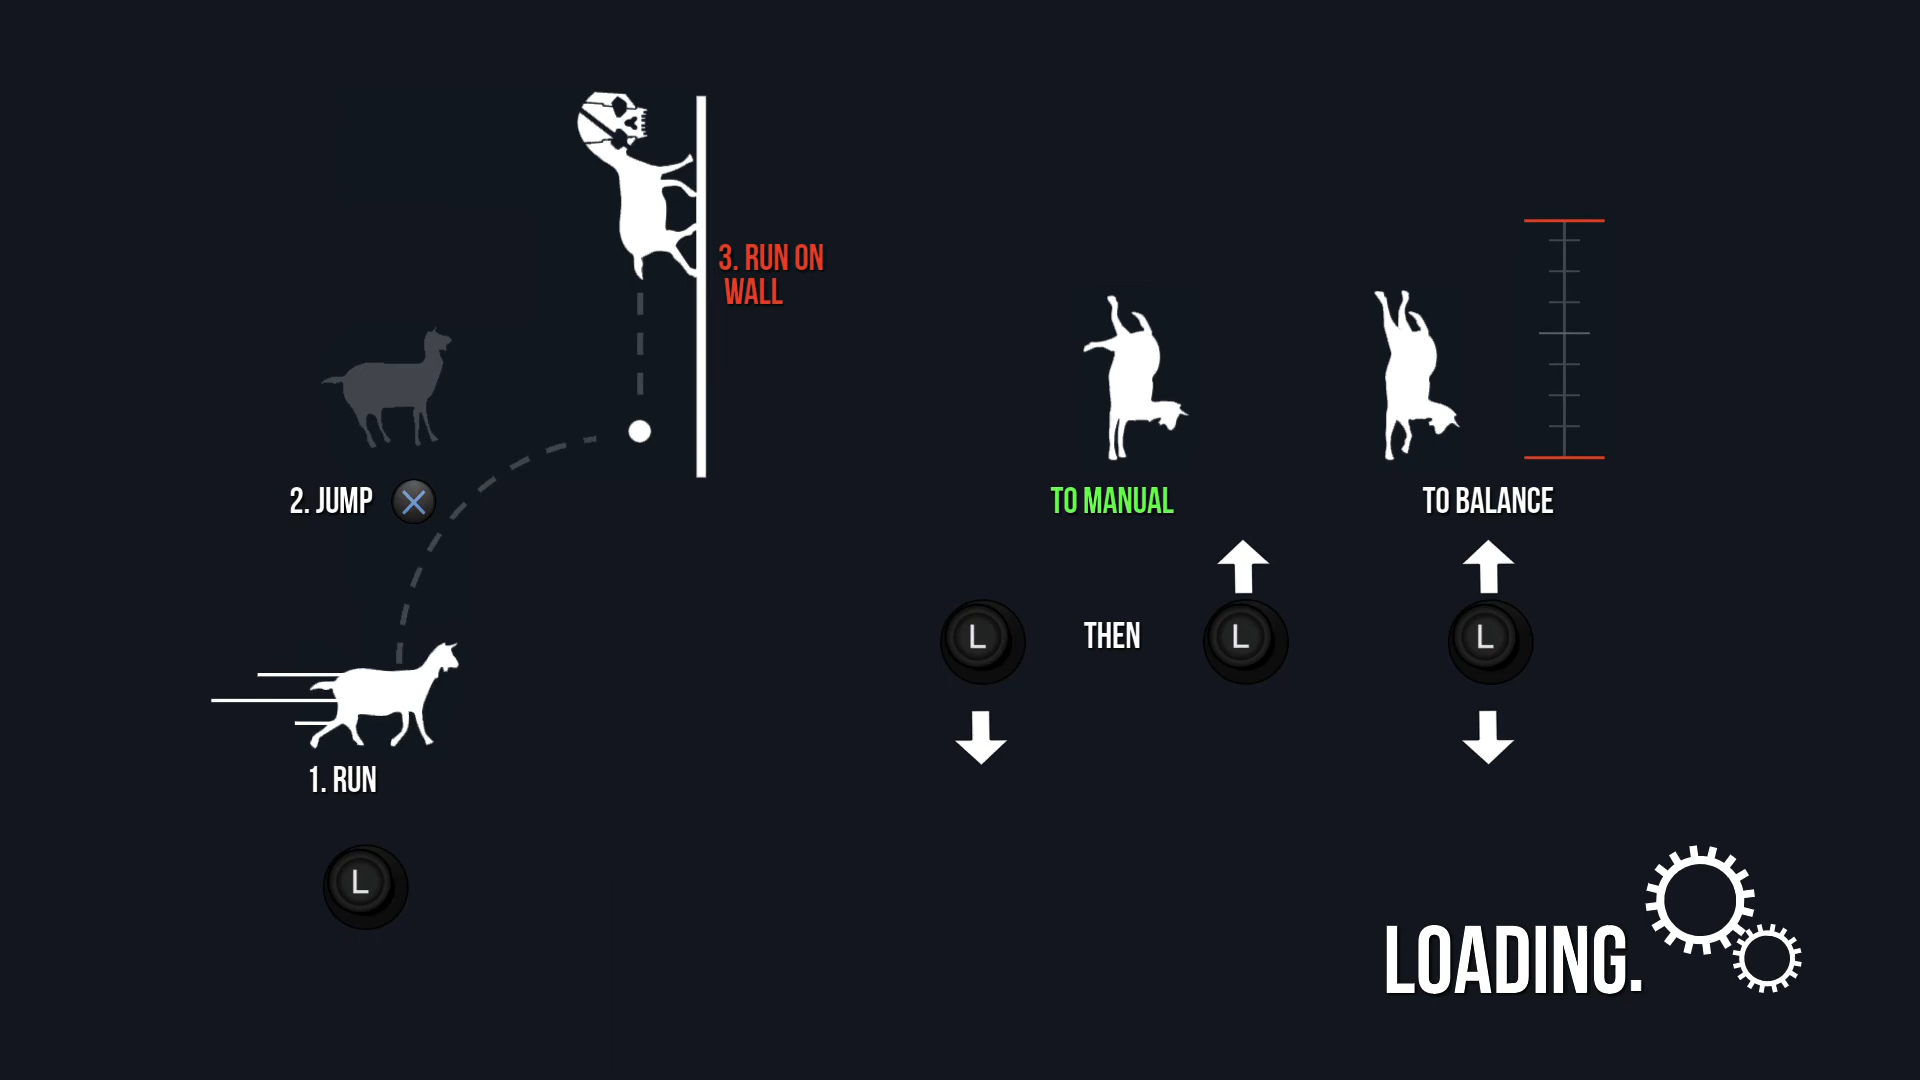 3. RUN ON
WALL
2. JUMP
1. RUN
L
TO MANUAL
TO BALANCE
L THEN L
L
LOADING.